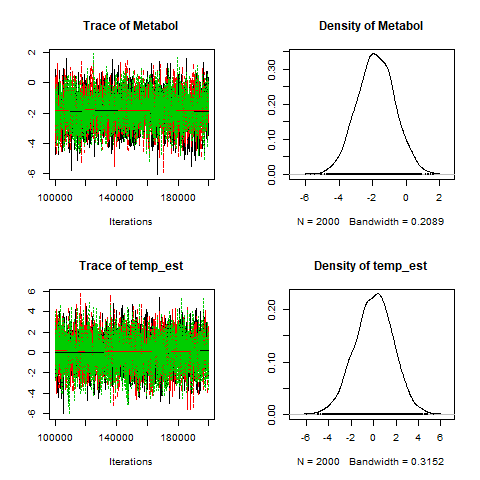 Trace of Metabol
2
0
-2
-4
-6
100000 140000 180000
Iterations
Density of Metabol
0.30
0.20
0.10
0.00
-6 -4 -2 0 2
N = 2000 Bandwidth = 0.2089
Trace of temp_est
6
4
2
0
-2
-4
-6
100000 140000 180000
Iterations
Density of temp_est
0.20
0.10
0.00
-6 -4 -2 0 2 4 6
N = 2000 Bandwidth = 0.3152